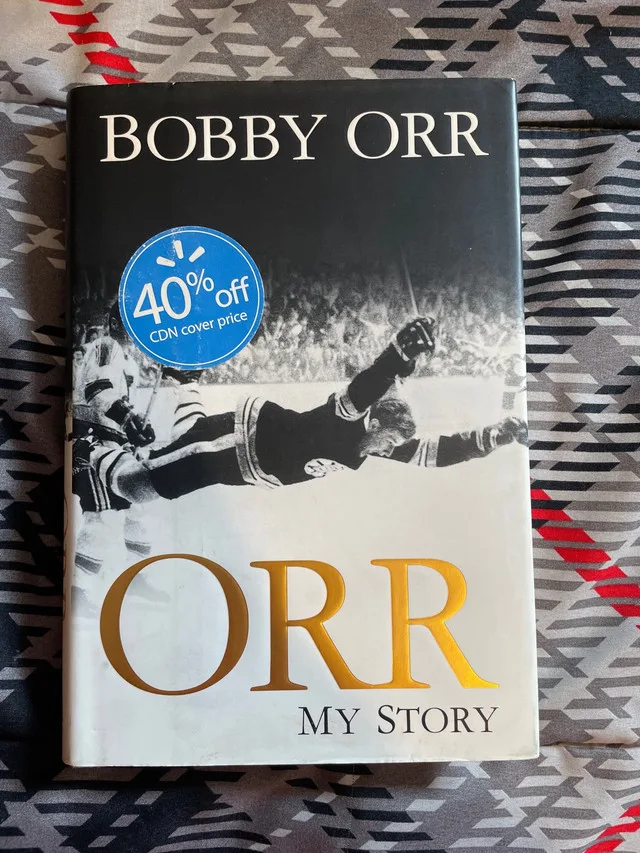 BOBBY ORR
40% off
CDN cover price
ORR
MY STORY